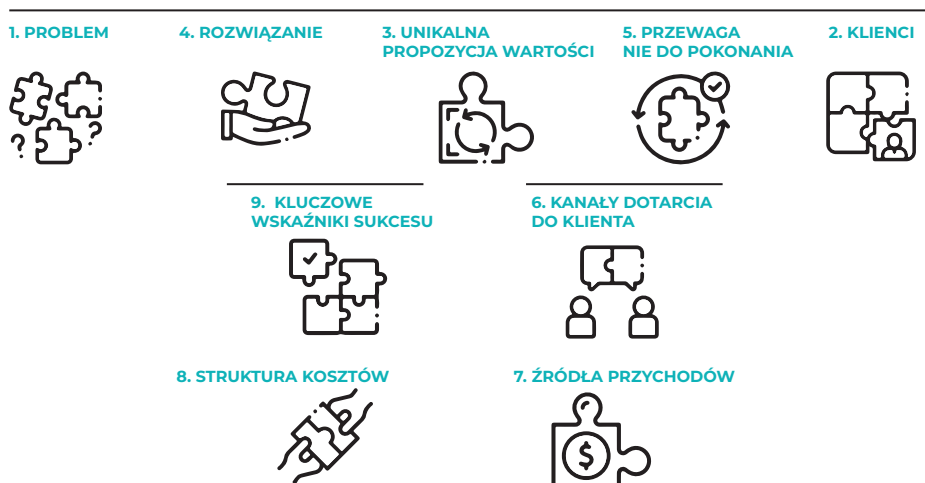 1. PROBLEM
4. ROZWIĄZANIE
3. UNIKALNA
PROPOZYCJA WARTOŚCI
5. PRZEWAGA
NIE DO POKONANIA
2. KLIENCI
? ?
9. KLUCZOWE
WSKAŹNIKI SUKCESU
6. KANAŁY DOTARCIA
DO KLIENTA
8. STRUKTURA KOSZTÓW
7. ŹRÓDŁA PRZYCHODÓW
$